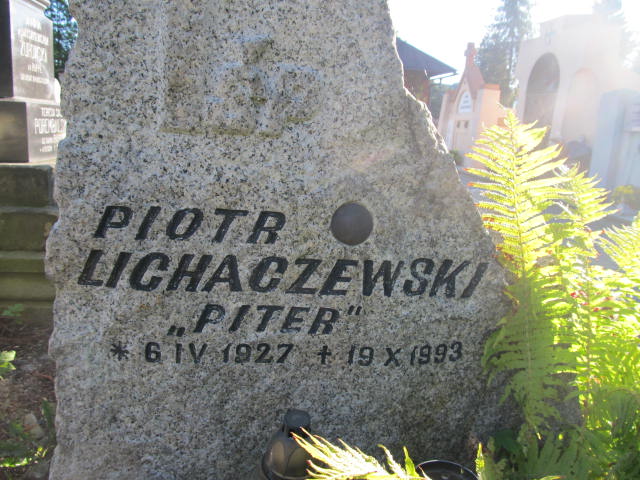 PIOTR
LICHACZEWSKI
„PITER"
* 6 IV 1927 + 19 X 1993